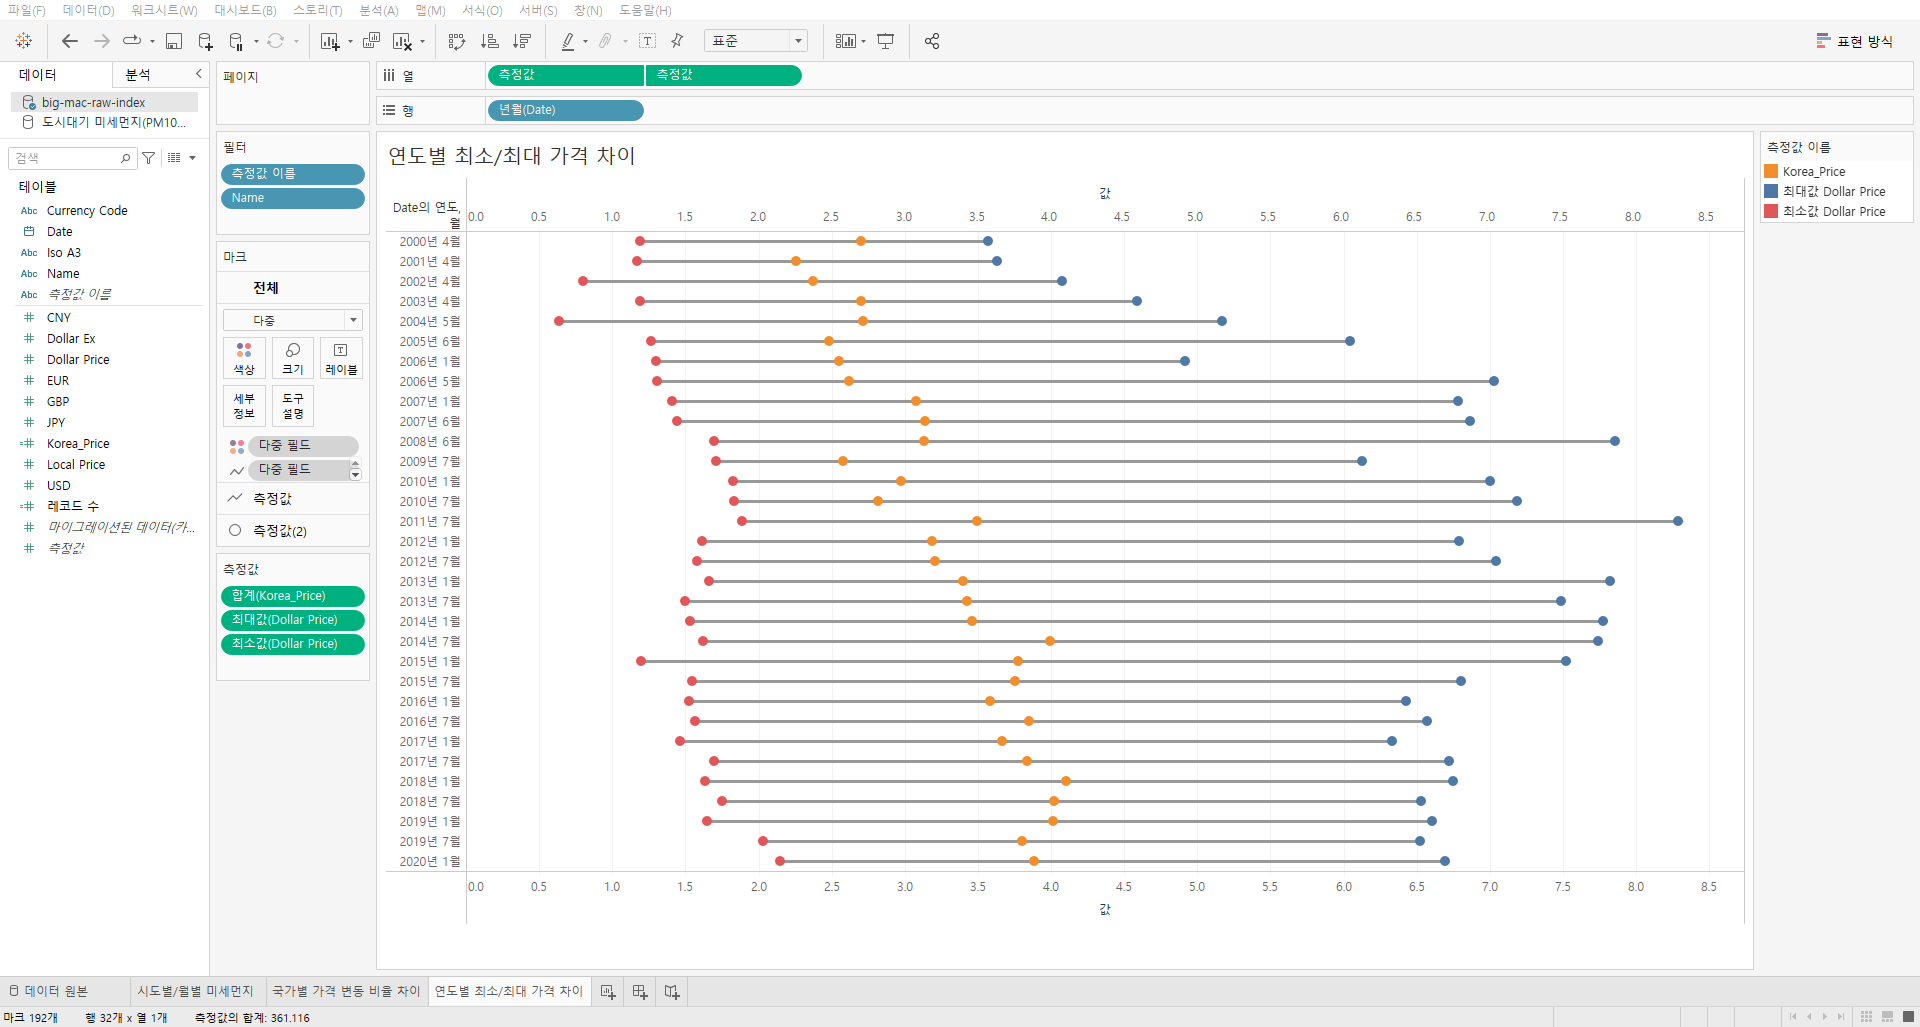 파일(F) 데이터(D) 워크시트(W) 대시보드(B) 스토리(T) 분석(A) 맵(M) 서식(O) 서버(S) 창(N) 도움말(H)
표준
표현 방식
데이터 분석
big-mac-raw-index
도시대기 미세먼지(PM10...
검색
테이블
Abc Currency Code
Date
Abc Iso A3
Abc Name
Abc 측정값 이름
CNY
Dollar Ex
Dollar Price
EUR
GBP
JPY
Korea_Price
Local Price
USD
레코드 수
마이그레이션된 데이터(카...
측정값
페이지
필터
측정값 이름
Name
마크
전체
다중
색상 크기 레이블
세부 정보
도구 설명
다중 필드
다중 필드
측정값
측정값(2)
측정값
합계(Korea_Price)
최대값(Dollar Price)
최소값(Dollar Price)
열 측정값 측정값
행 년월(Date)
연도별 최소/최대 가격 차이
값
Date의 연도, 월
0.0 0.5 1.0 1.5 2.0 2.5 3.0 3.5 4.0 4.5 5.0 5.5 6.0 6.5 7.0 7.5 8.0 8.5
2000년 4월
2001년 4월
2002년 4월
2003년 4월
2004년 5월
2005년 6월
2006년 1월
2006년 5월
2007년 1월
2007년 6월
2008년 6월
2009년 7월
2010년 1월
2010년 7월
2011년 7월
2012년 1월
2012년 7월
2013년 1월
2013년 7월
2014년 1월
2014년 7월
2015년 1월
2015년 7월
2016년 1월
2016년 7월
2017년 1월
2017년 7월
2018년 1월
2018년 7월
2019년 1월
2019년 7월
2020년 1월
0.0 0.5 1.0 1.5 2.0 2.5 3.0 3.5 4.0 4.5 5.0 5.5 6.0 6.5 7.0 7.5 8.0 8.5
값
측정값 이름
Korea_Price
최대값 Dollar Price
최소값 Dollar Price
데이터 원본 시도별/월별 미세먼지 국가별 가격 변동 비율 차이 연도별 최소/최대 가격 차이
마크 192개 행 32개 x 열 1개 측정값의 합계: 361.116